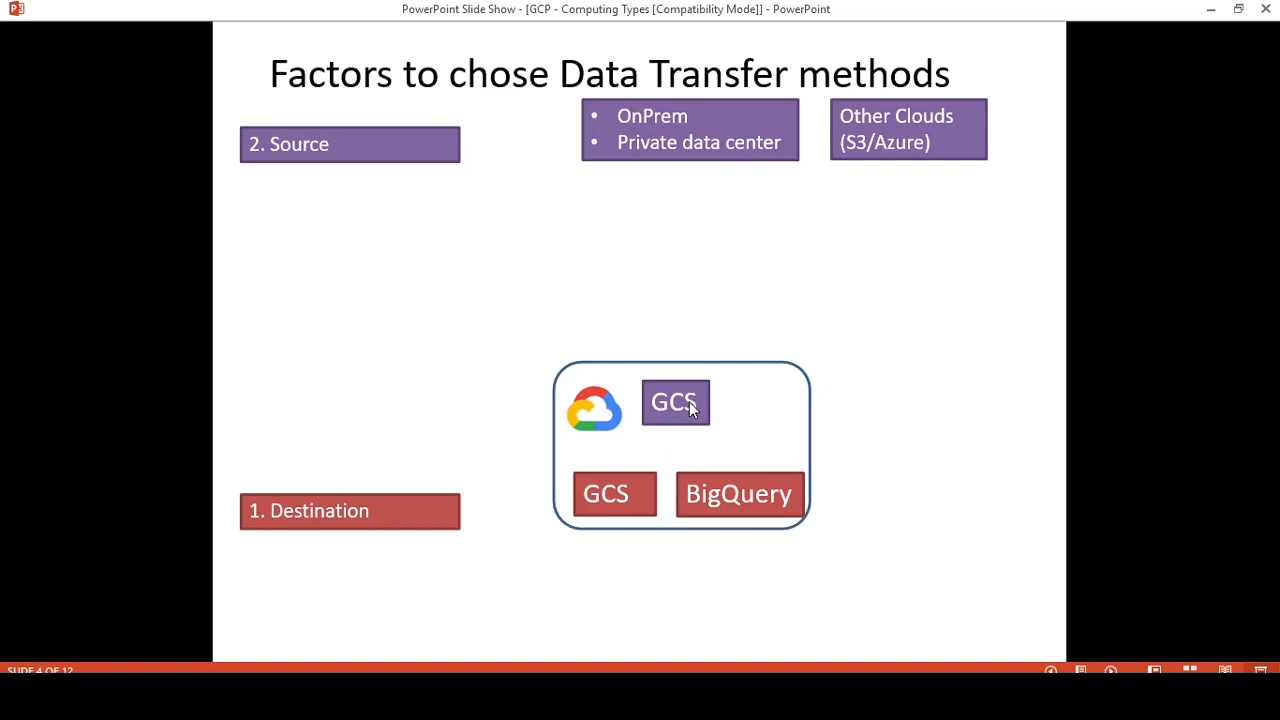 PowerPoint Slide Show - [GCP - Computing Types [Compatibility Mode]] - PowerPoint
Factors to chose Data Transfer methods
2. Source
• OnPrem
• Private data center
Other Clouds
(S3/Azure)
GCS
GCS
BigQuery
1. Destination
SLIDE 4 OF 12